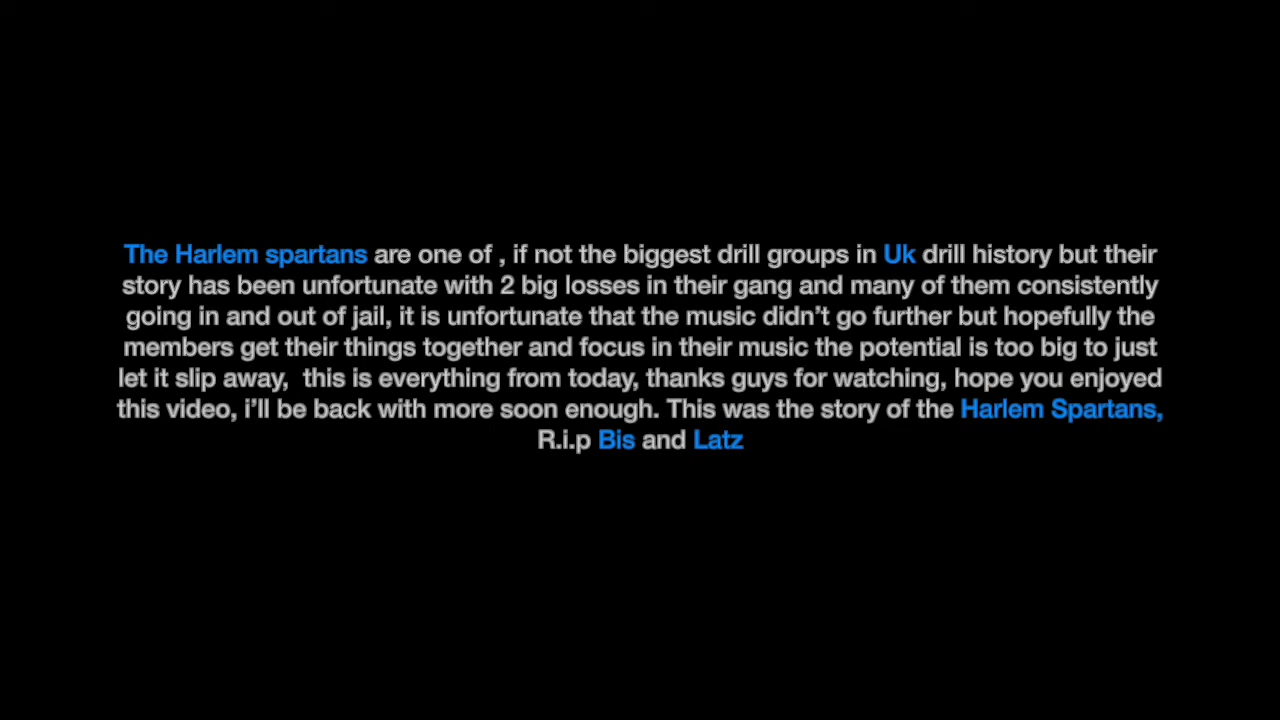 The Harlem spartans are one of , if not the biggest drill groups in Uk drill history but their
story has been unfortunate with 2 big losses in their gang and many of them consistently
going in and out of jail, it is unfortunate that the music didn’t go further but hopefully the
members get their things together and focus in their music the potential is too big to just
let it slip away,  this is everything from today, thanks guys for watching, hope you enjoyed
this video, i’ll be back with more soon enough. This was the story of the Harlem Spartans,
R.i.p Bis and Latz